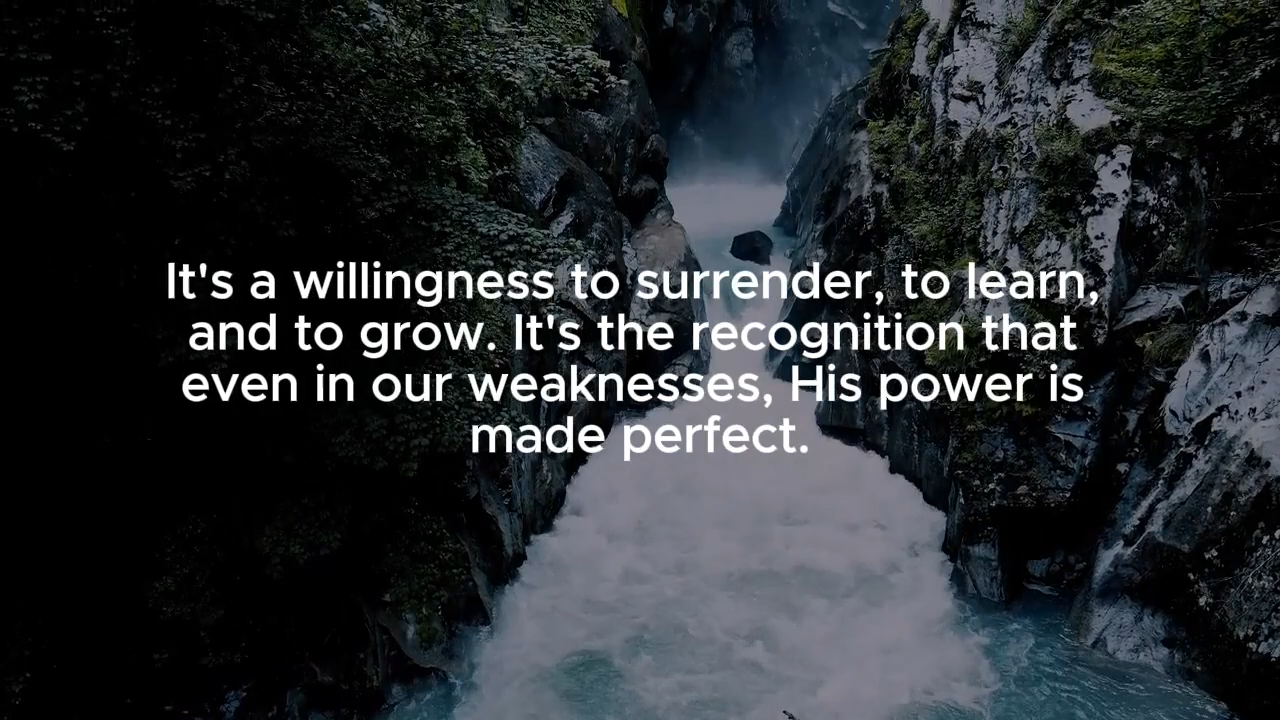 It's a willingness to surrender, to learn,
and to grow. It's the recognition that
even in our weaknesses, His power is
made perfect.